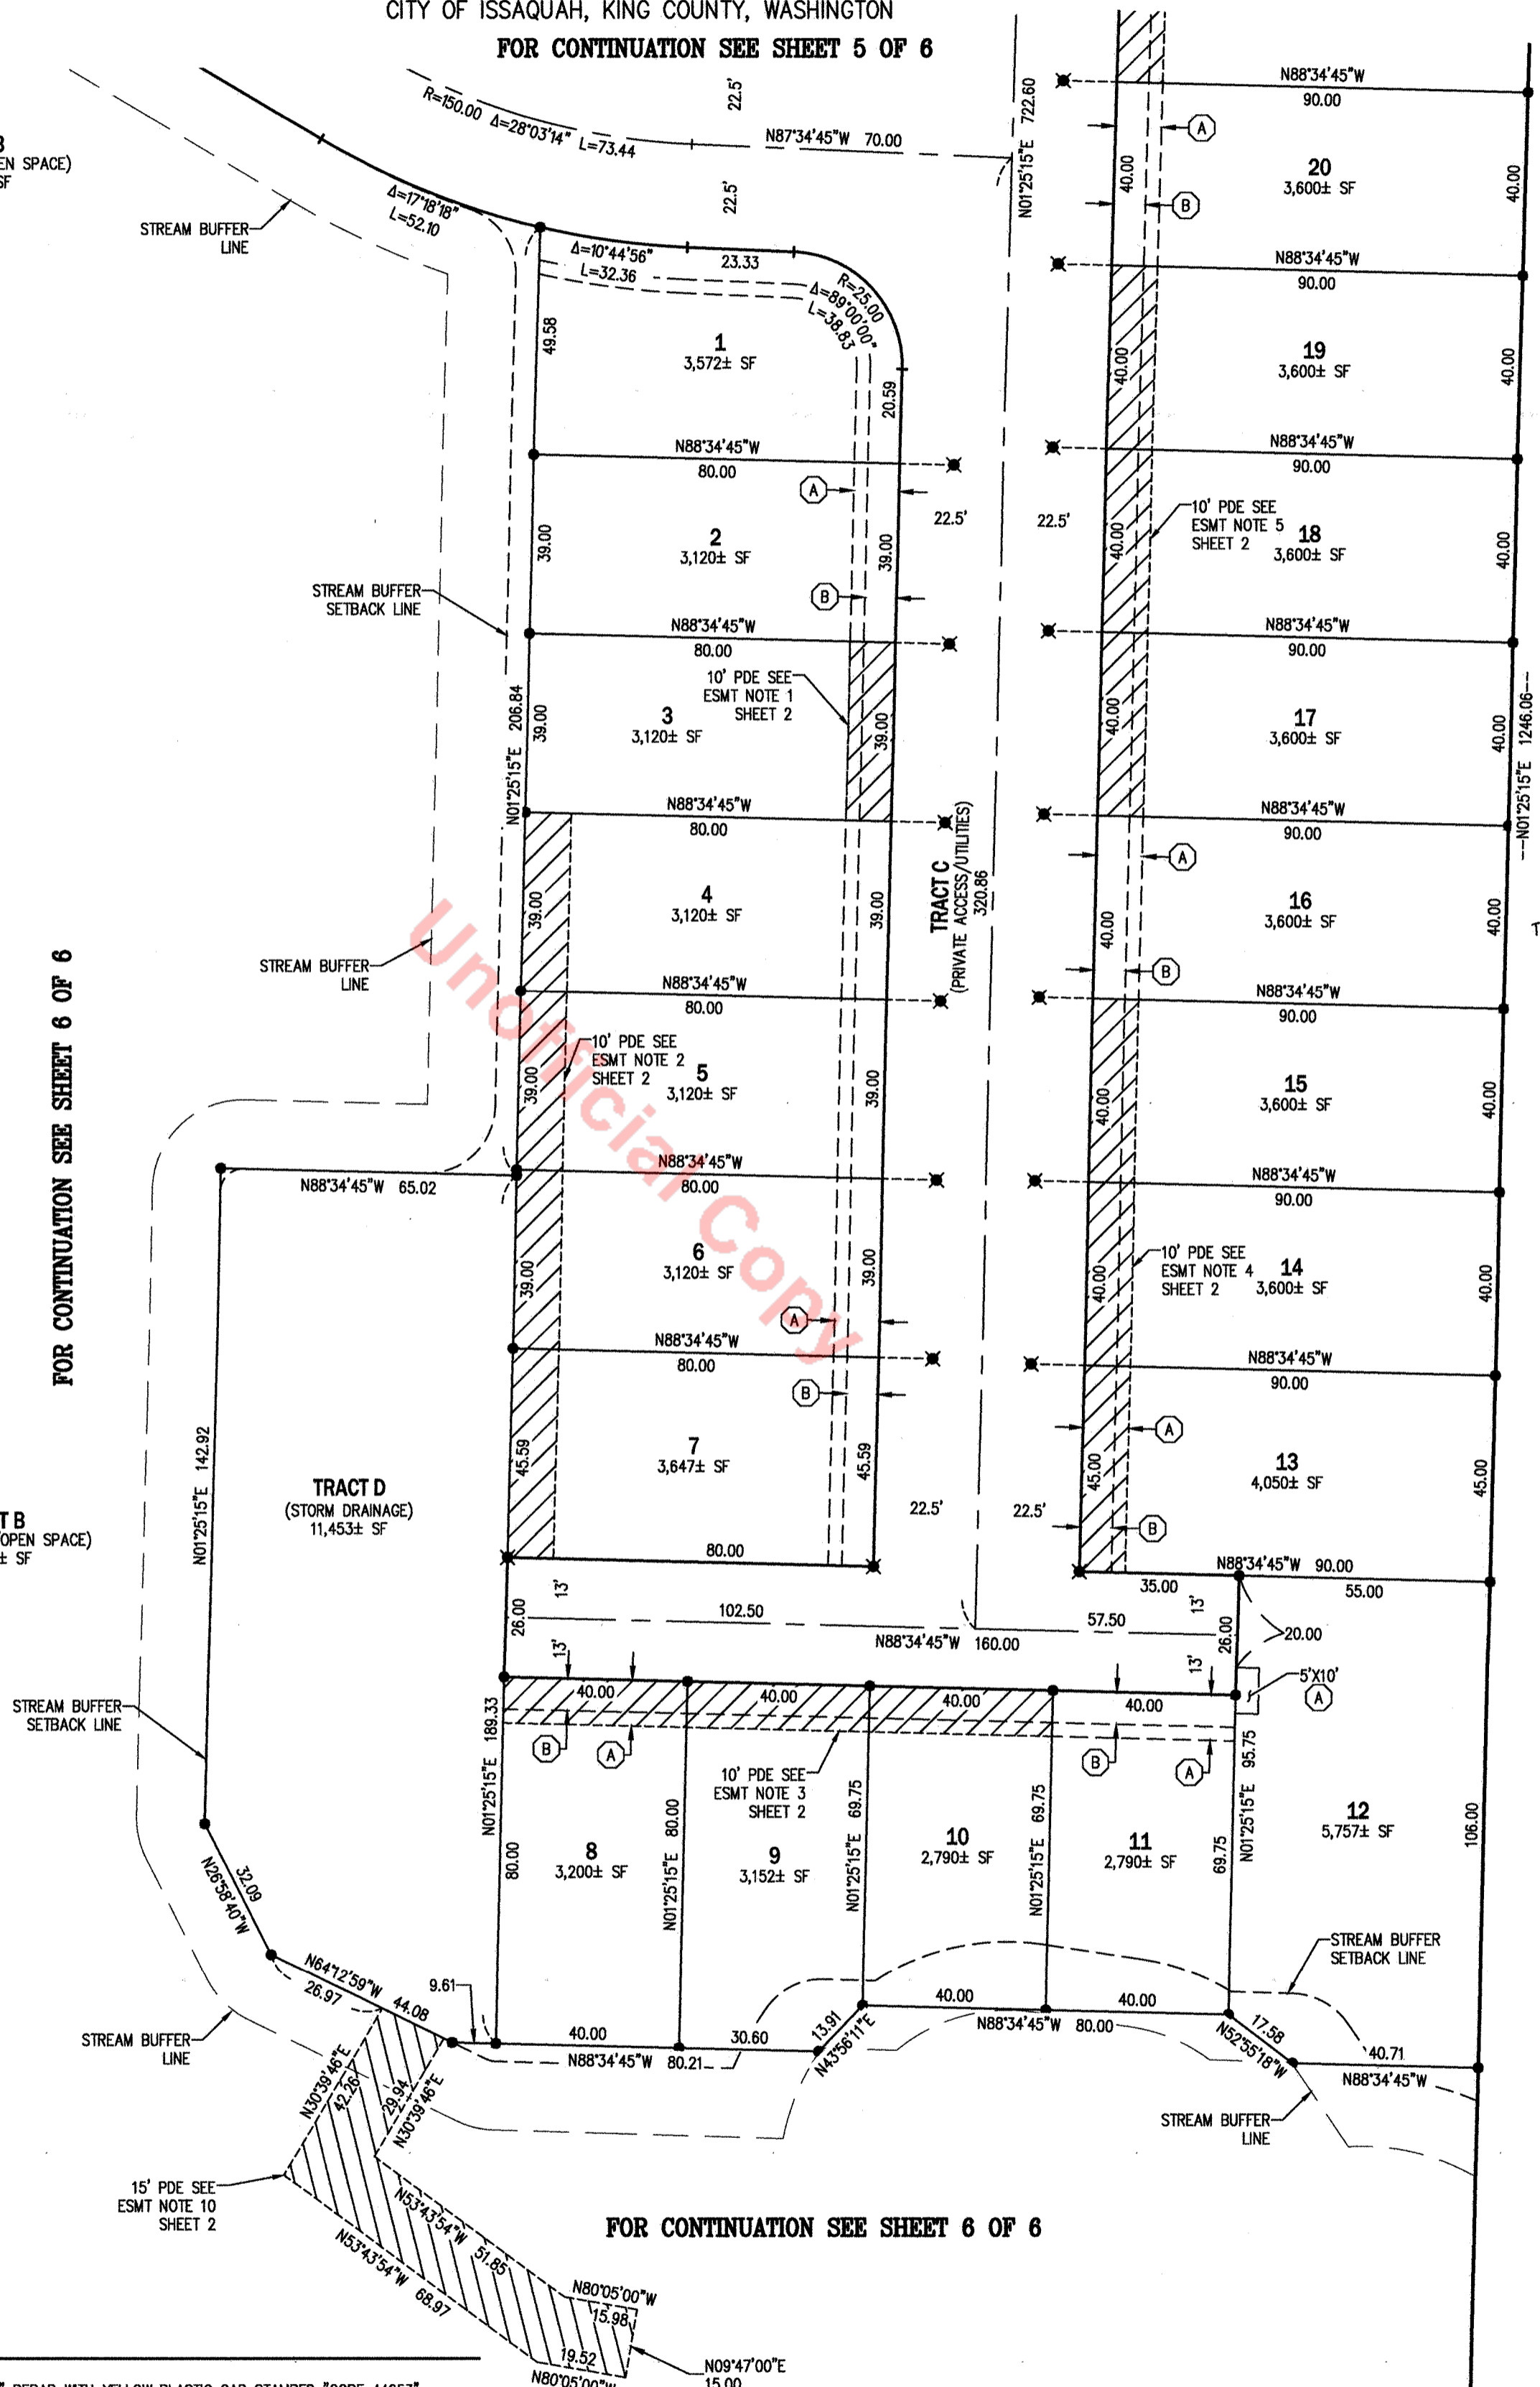 CITY OF ISSAQUAH, KING COUNTY, WASHINGTON
FOR CONTINUATION SEE SHEET 5 OF 6
22.5'
R=150.00 Δ=28°03'14" L=73.44
N87°34'45"W 70.00
N01°25'15"E 722.60
N88°34'45"W
90.00
A
B
EN SPACE)
SF
20
3,600± SF
40.00
40.00
B
22.5'
Δ=17°18'18"
L=52.10
STREAM BUFFER
LINE
Δ=10°44'56"
L=32.36
23.33
R=25.00
Δ=89°00'00"
L=38.83
N88°34'45"W
90.00
49.58
1
3,572± SF
20.59
40.00
19
3,600± SF
40.00
N88°34'45"W
80.00
N88°34'45"W
90.00
A
22.5'
22.5'
10' PDE SEE
ESMT NOTE 5
SHEET 2
39.00
2
3,120± SF
39.00
40.00
18
3,600± SF
40.00
STREAM BUFFER
SETBACK LINE
B
N88°34'45"W
80.00
N88°34'45"W
90.00
10' PDE SEE
ESMT NOTE 1
SHEET 2
N01°25'15"E 206.84
39.00
3
3,120± SF
39.00
40.00
17
3,600± SF
40.00
N01°25'15"E 1246.06
N88°34'45"W
80.00
N88°34'45"W
90.00
A
TRACT C
(PRIVATE ACCESS/UTILITIES)
320.86
39.00
4
3,120± SF
39.00
40.00
16
3,600± SF
40.00
STREAM BUFFER
LINE
B
FOR CONTINUATION SEE SHEET 6 OF 6
N88°34'45"W
80.00
N88°34'45"W
90.00
10' PDE SEE
ESMT NOTE 2
SHEET 2
39.00
5
3,120± SF
39.00
40.00
15
3,600± SF
40.00
Unofficial Copy
N88°34'45"W 65.02
N88°34'45"W
80.00
N88°34'45"W
90.00
39.00
6
3,120± SF
39.00
40.00
10' PDE SEE
ESMT NOTE 4
SHEET 2
14
3,600± SF
40.00
A
N88°34'45"W
80.00
N88°34'45"W
90.00
B
A
N01°25'15"E 142.92
45.59
7
3,647± SF
45.59
45.00
13
4,050± SF
45.00
TRACT D
(STORM DRAINAGE)
11,453± SF
22.5'
22.5'
B
T B
OPEN SPACE)
± SF
80.00
N88°34'45"W 90.00
35.00
55.00
26.00
13'
102.50
57.50
13'
26.00
20.00
N88°34'45"W 160.00
13'
13'
5'X10'
A
40.00
40.00
40.00
40.00
STREAM BUFFER
SETBACK LINE
N01°25'15"E 189.33
B
A
10' PDE SEE
ESMT NOTE 3
SHEET 2
B
A
N01°25'15"E 95.75
80.00
8
3,200± SF
N01°25'15"E 80.00
9
3,152± SF
N01°25'15"E 69.75
10
2,790± SF
N01°25'15"E 69.75
11
2,790± SF
69.75
12
5,757± SF
106.00
32.09
N26°58'40"W
N64°12'59"W
26.97
44.08
9.61
STREAM BUFFER
SETBACK LINE
STREAM BUFFER
LINE
40.00
30.60
N88°34'45"W 80.21
13.91
N43°56'11"E
40.00
40.00
N88°34'45"W 80.00
17.58
N52°55'18"W
40.71
N88°34'45"W
N30°39'46"E
42.26
29.94
N30°39'46"E
STREAM BUFFER
LINE
15' PDE SEE
ESMT NOTE 10
SHEET 2
N53°43'54"W 51.85
N53°43'54"W 68.97
FOR CONTINUATION SEE SHEET 6 OF 6
N80°05'00"W
15.98
19.52
N80°05'00"W
N09°47'00"E
15.00